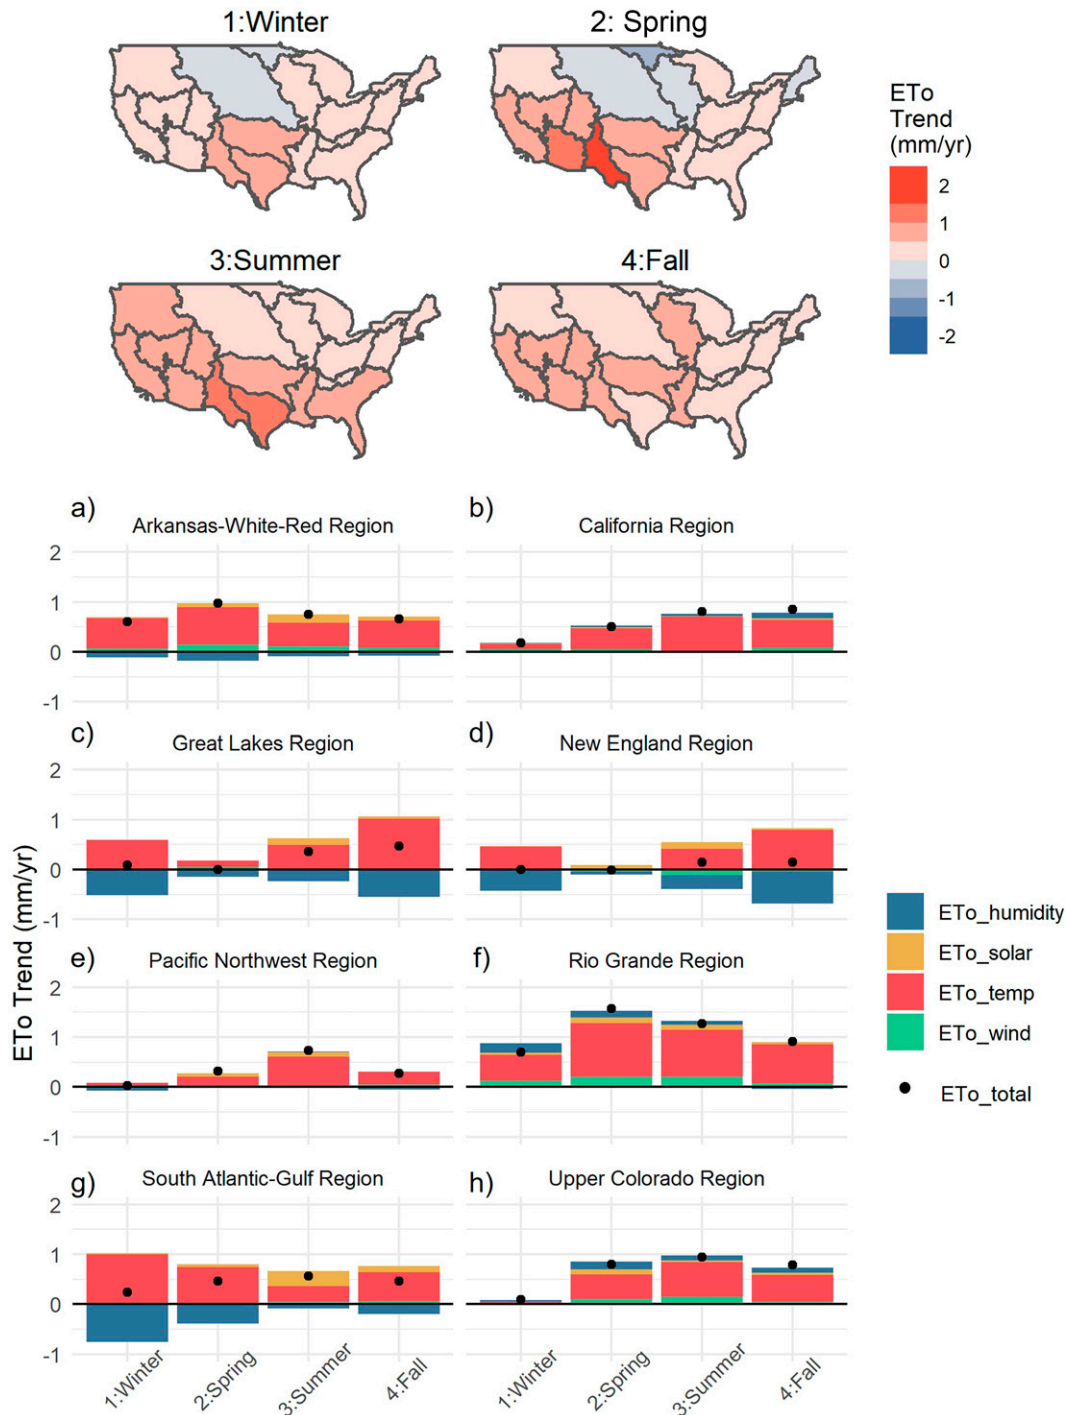 1:Winter
2: Spring
ETo
Trend
(mm/yr)
2
1
0
-1
-2
3:Summer
4:Fall
a)
Arkansas-White-Red Region
2
1
0
-1
b)
California Region
c)
Great Lakes Region
2
1
0
-1
d)
New England Region
ETo Trend (mm/yr)
e)
Pacific Northwest Region
2
1
0
-1
f)
Rio Grande Region
ETo_humidity
ETo_solar
ETo_temp
ETo_wind
ETo_total
g)
South Atlantic-Gulf Region
2
1
0
-1
h)
Upper Colorado Region
1:Winter
2:Spring
3:Summer
4:Fall
1:Winter
2:Spring
3:Summer
4:Fall